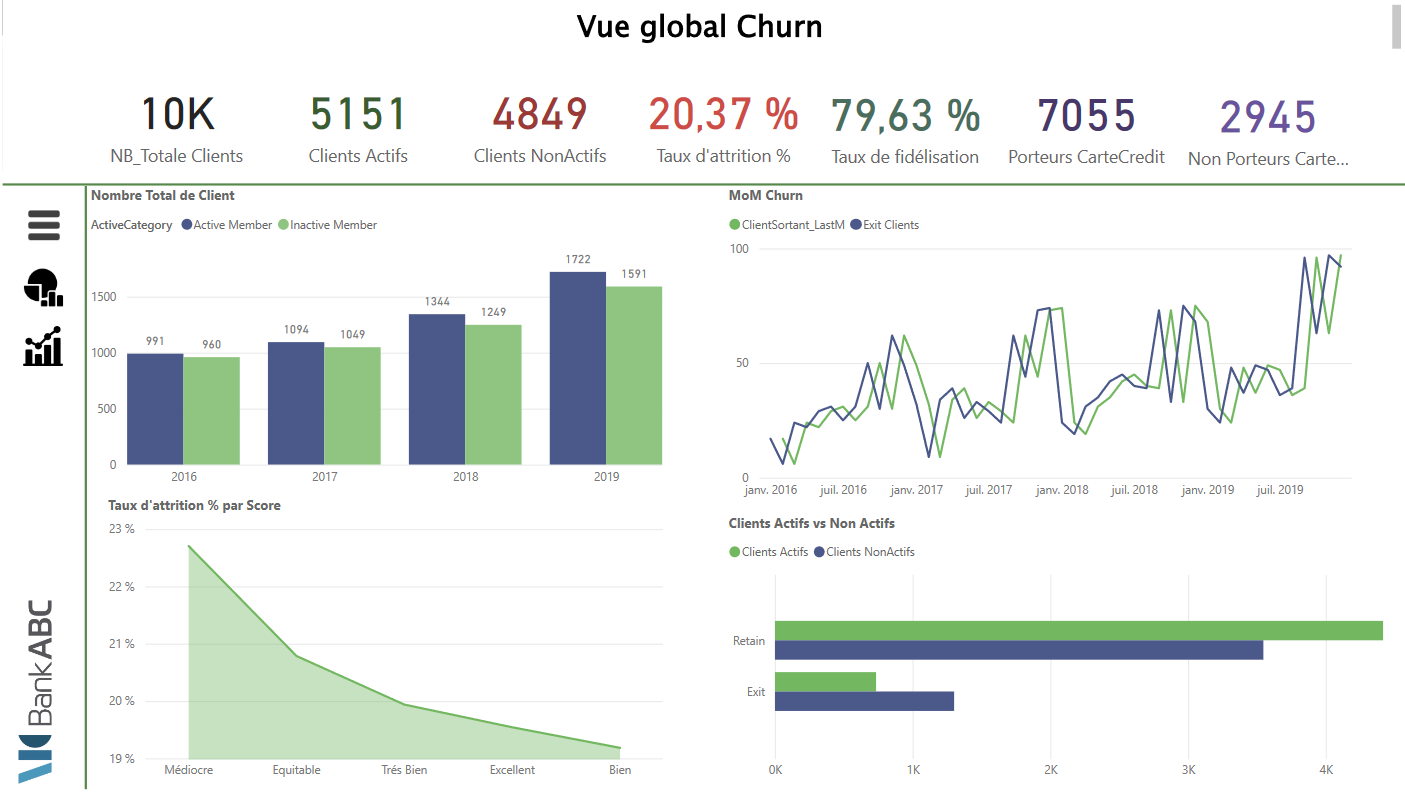 Vue global Churn
10K
NB_Totale Clients
5151
Clients Actifs
4849
Clients NonActifs
20,37 %
Taux d'attrition %
79,63 %
Taux de fidélisation
7055
Porteurs CarteCredit
2945
Non Porteurs Carte...
Nombre Total de Client
ActiveCategory Active Member Inactive Member
1500
1000
500
0
991
960
1094
1049
1344
1249
1722
1591
2016 2017 2018 2019
MoM Churn
ClientSortant_LastM Exit Clients
100
50
0
janv. 2016 juil. 2016 janv. 2017 juil. 2017 janv. 2018 juil. 2018 janv. 2019 juil. 2019
Taux d'attrition % par Score
23 %
22 %
21 %
20 %
19 %
Médiocre Equitable Trés Bien Excellent Bien
Clients Actifs vs Non Actifs
Clients Actifs Clients NonActifs
Retain
Exit
0K 1K 2K 3K 4K
Bank ABC